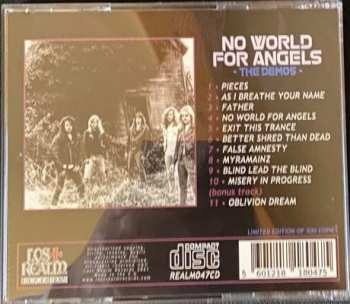 NO WORLD
FOR ANGELS
- THE DEMOS -
1 - PIECES
2 - AS I BREATHE YOUR NAME
3 - FATHER
4 - NO WORLD FOR ANGELS
5 - EXIT THIS TRANCE
6 - BETTER SHRED THAN DEAD
7 - FALSE AMNESTY
8 - MYRAMAINZ
9 - BLIND LEAD THE BLIND
10 - MISERY IN PROGRESS
(bonus track)
11 - OBLIVION DREAM
LIMITED EDITION OF 500 COPIES
LOST
REALM
RECORDS
COMPACT
disc
REALM047CD
5 601218 180475